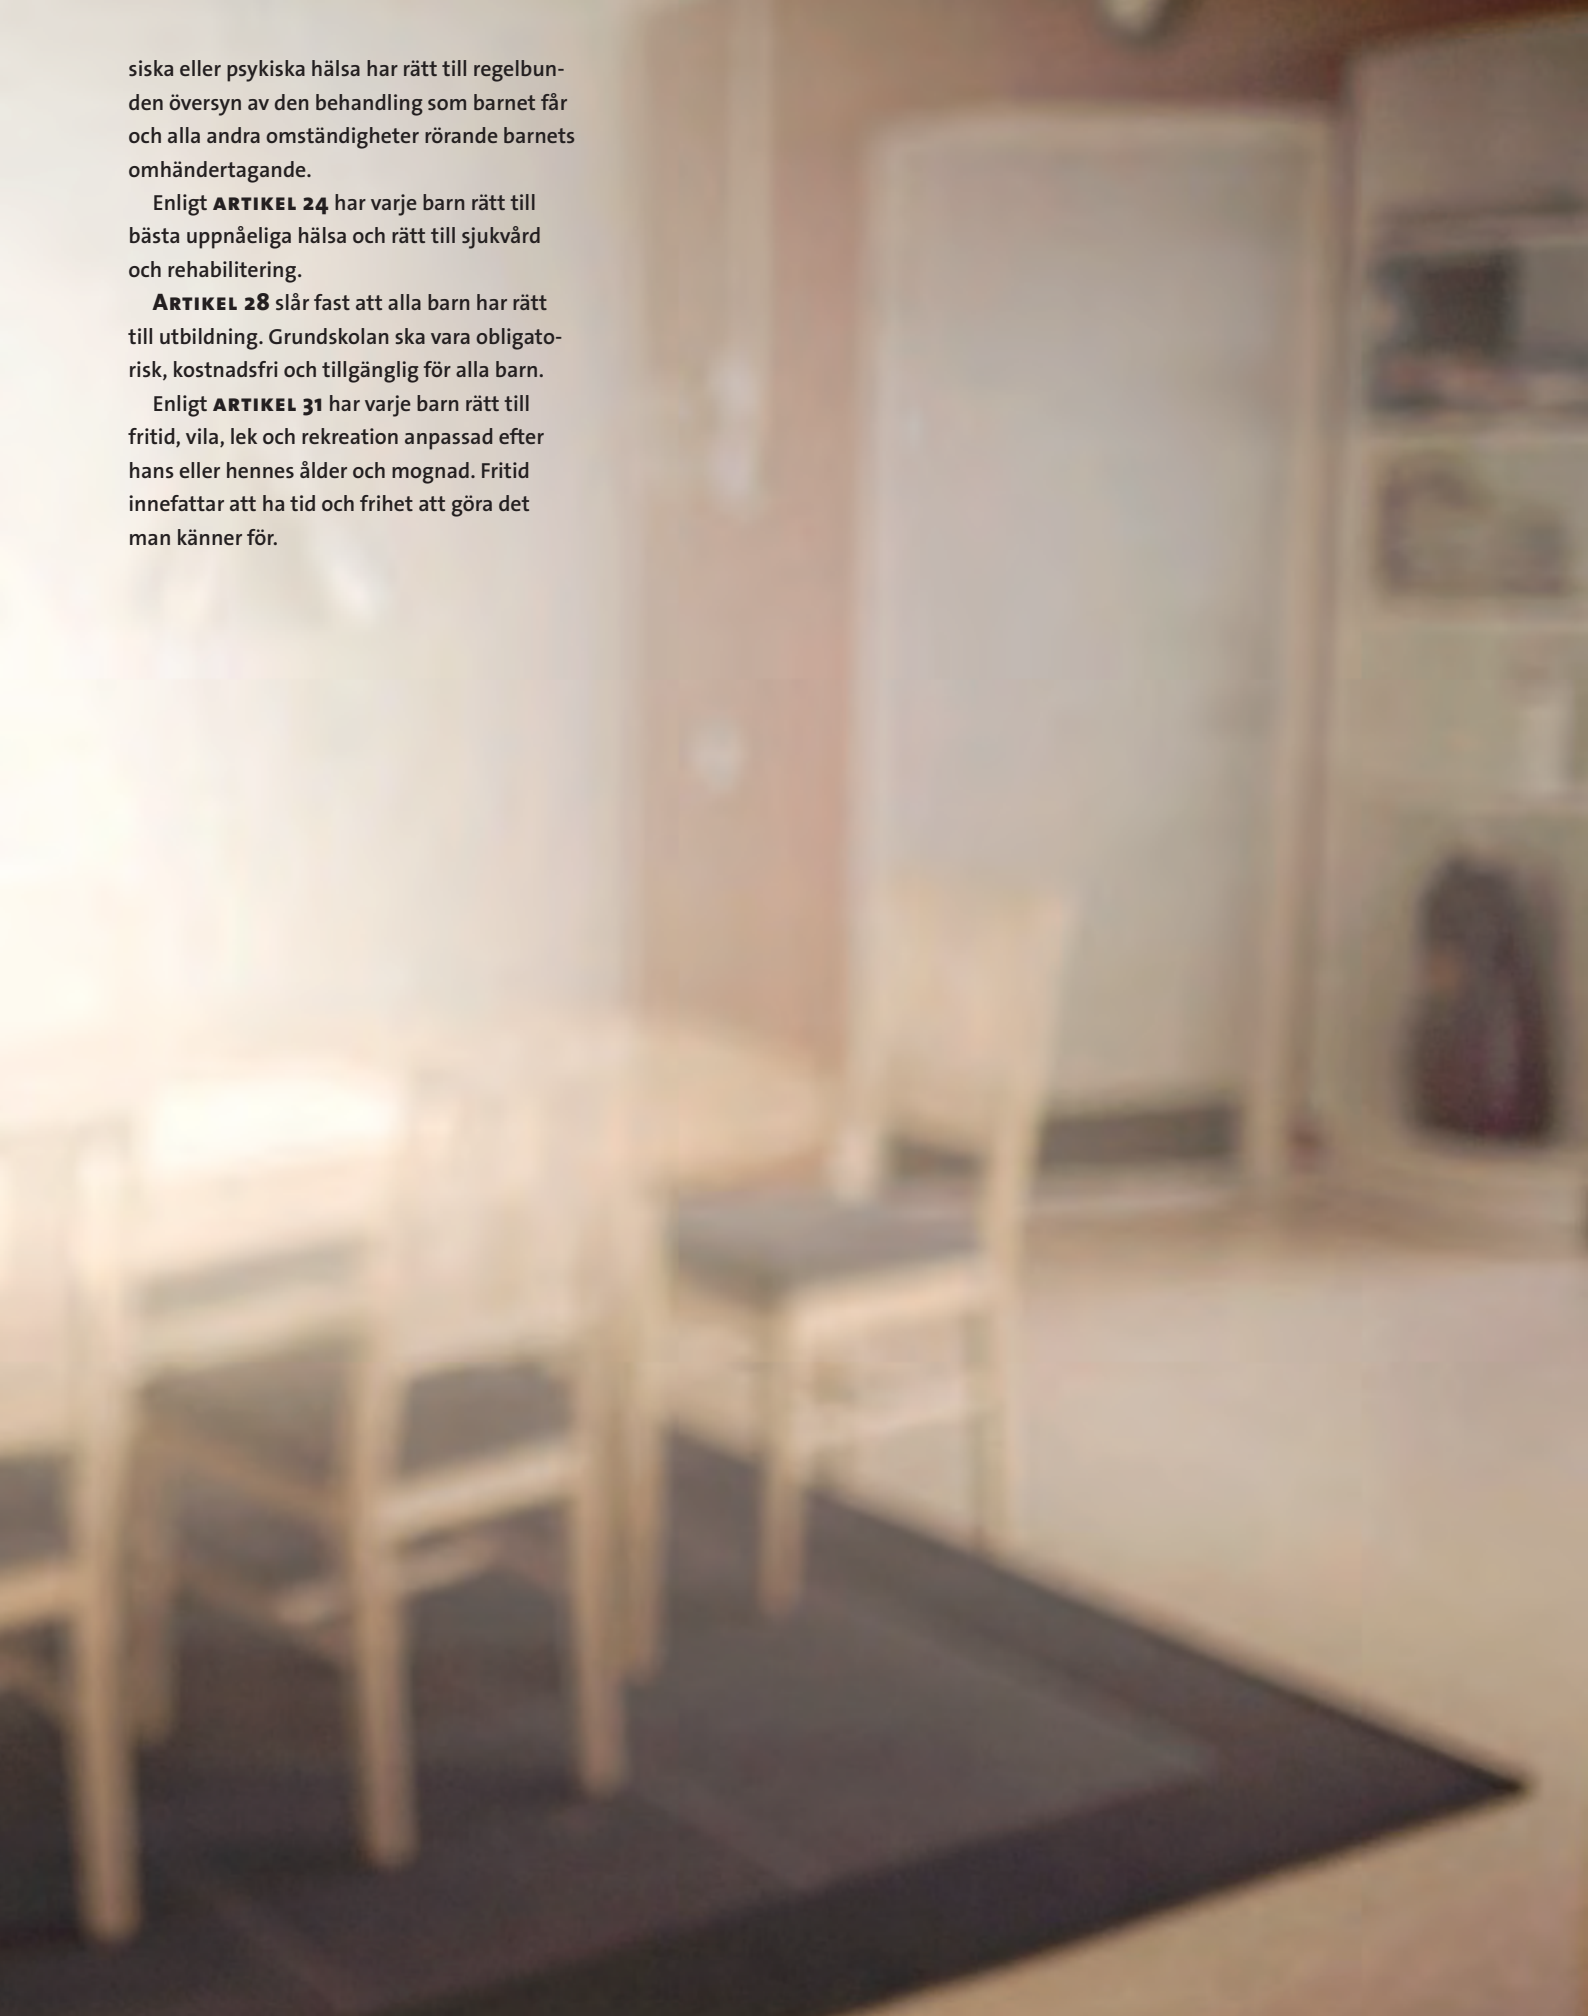 siska eller psykiska hälsa har rätt till regelbun-
den översyn av den behandling som barnet får
och alla andra omständigheter rörande barnets
omhändertagande.
Enligt ARTIKEL 24 har varje barn rätt till
bästa uppnåeliga hälsa och rätt till sjukvård
och rehabilitering.
ARTIKEL 28 slår fast att alla barn har rätt
till utbildning. Grundskolan ska vara obligato-
risk, kostnadsfri och tillgänglig för alla barn.
Enligt ARTIKEL 31 har varje barn rätt till
fritid, vila, lek och rekreation anpassad efter
hans eller hennes ålder och mognad. Fritid
innefattar att ha tid och frihet att göra det
man känner för.